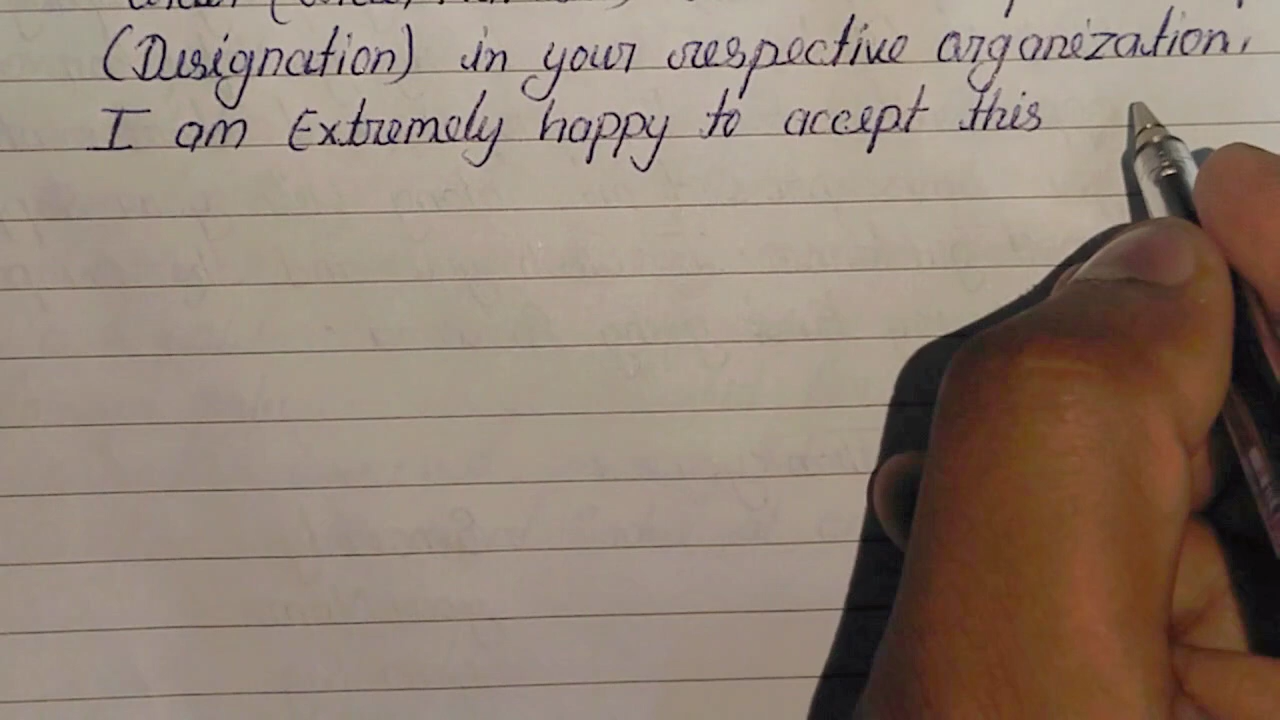 (Designation) in your respective organization.
I am Extremely happy to accept this